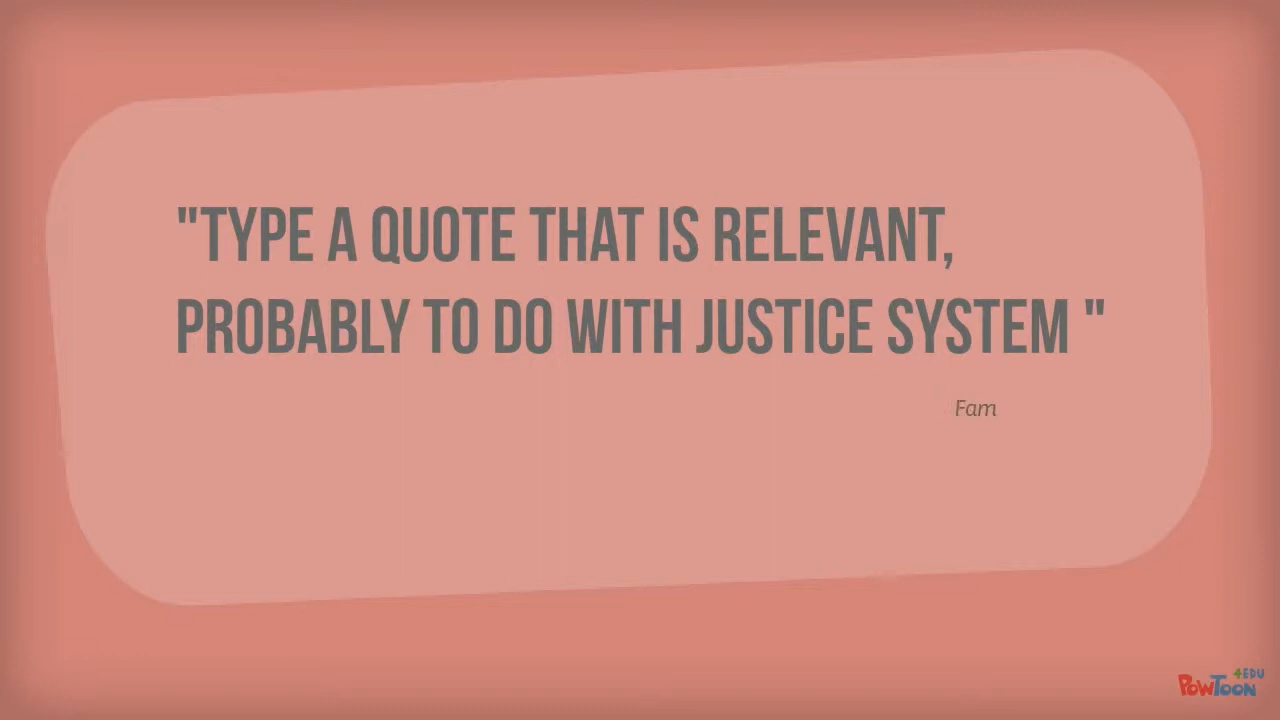 "TYPE A QUOTE THAT IS RELEVANT,
PROBABLY TO DO WITH JUSTICE SYSTEM "
Fam
4EDU
POWTOON